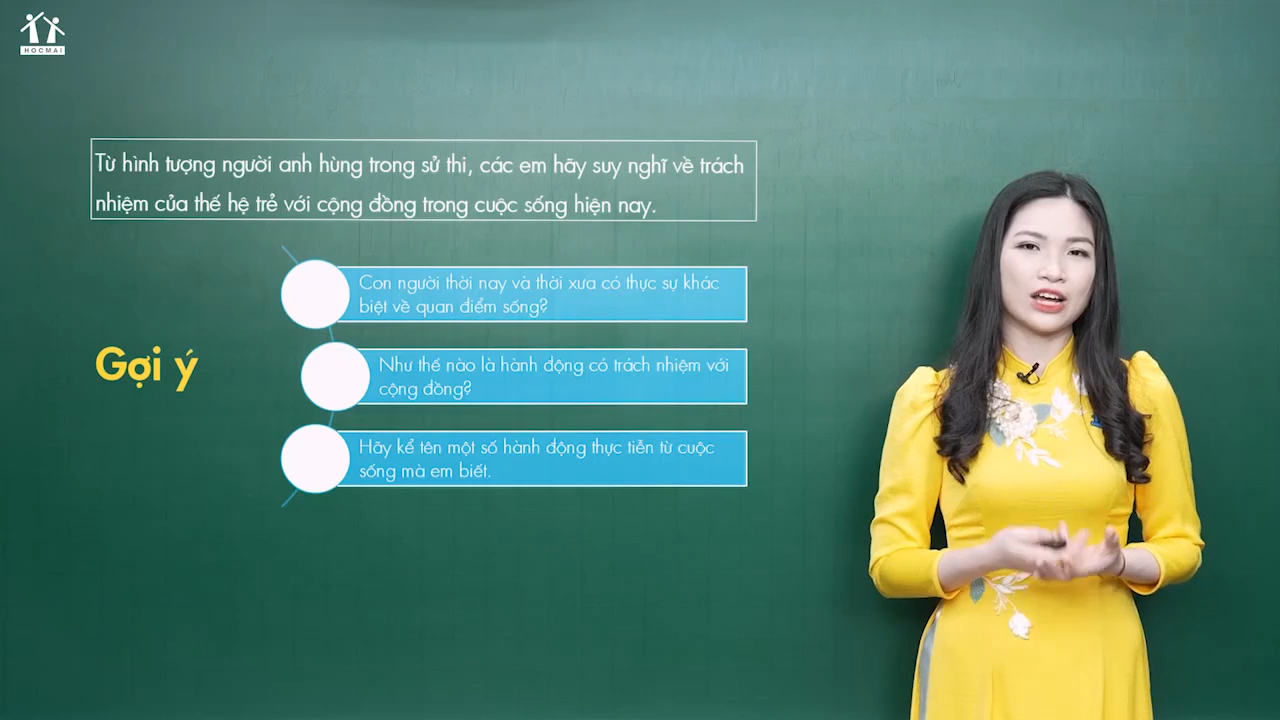 HOCMAI
Từ hình tượng người anh hùng trong sử thi, các em hãy suy nghĩ về trách
nhiệm của thế hệ trẻ với cộng đồng trong cuộc sống hiện nay.
Gợi ý
Con người thời nay và thời xưa có thực sự khác
biệt về quan điểm sống?
Như thế nào là hành động có trách nhiệm với
cộng đồng?
Hãy kể tên một số hành động thực tiễn từ cuộc
sống mà em biết.